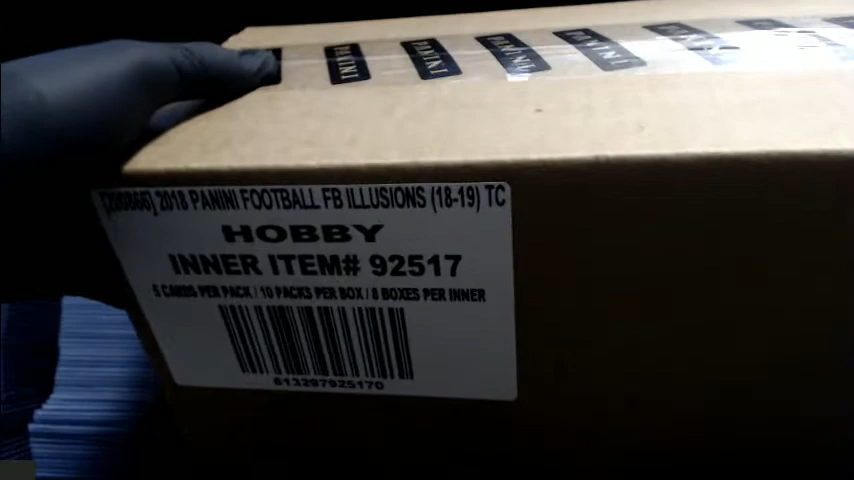 PANINI PANINI PANINI PANINI PANINI
2018 PANINI FOOTBALL FB ILLUSIONS (18-19) TC
HOBBY
INNER ITEM# 92517
5 CARDS PER PACK / 10 PACKS PER BOX / 8 BOXES PER INNER
613297925170